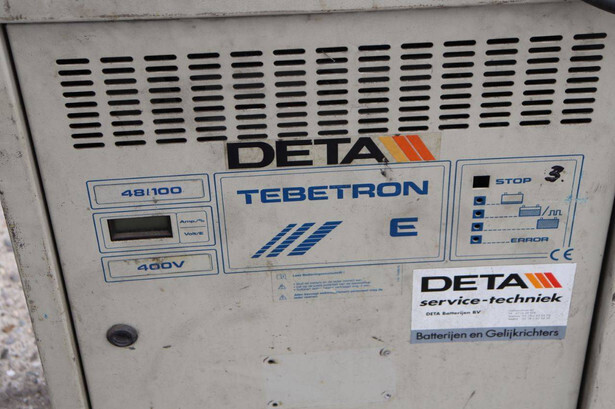 DETA
48/100
TEBETRON
STOP
3.
Amp./%
Volt/s
E
400V
ERROR
CE
DETA
service-techniek
DETA Batterijen BV
Batterijen en Gelijkrichters